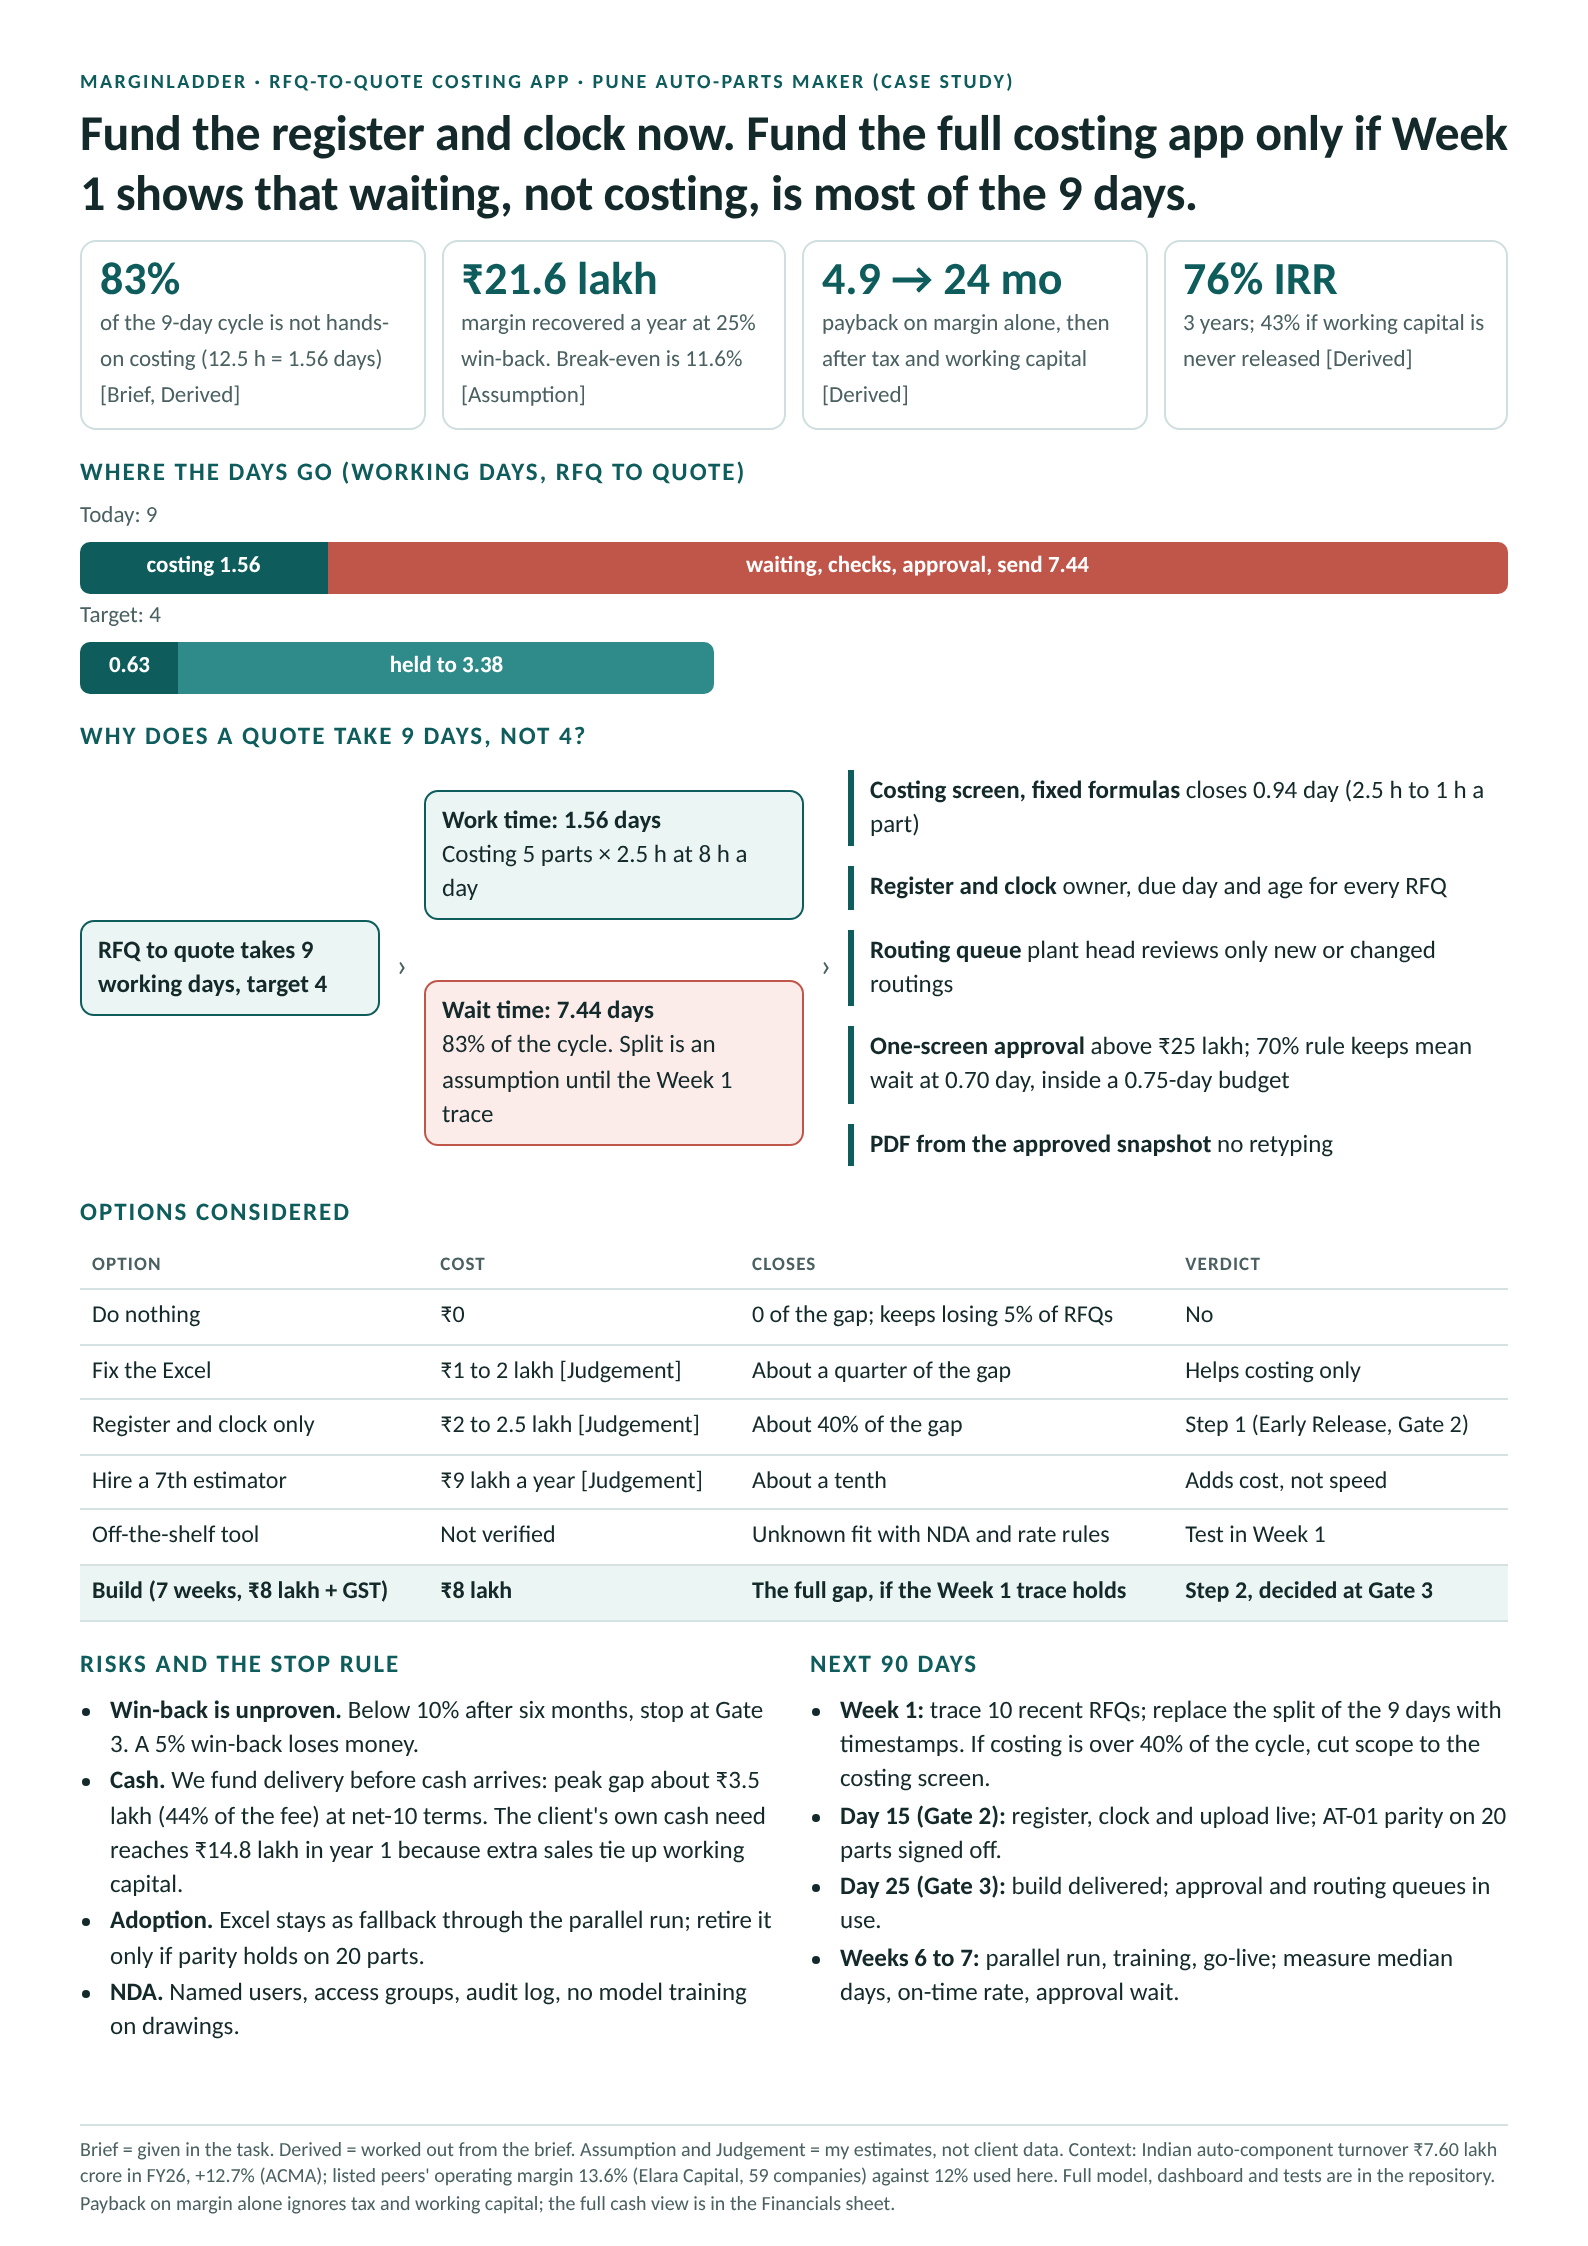 MARGINLADDER · RFQ-TO-QUOTE COSTING APP · PUNE AUTO-PARTS MAKER (CASE STUDY)
Fund the register and clock now. Fund the full costing app only if Week
1 shows that waiting, not costing, is most of the 9 days.
83%
of the 9-day cycle is not hands-
on costing (12.5 h = 1.56 days)
[Brief, Derived]
₹21.6 lakh
margin recovered a year at 25%
win-back. Break-even is 11.6%
[Assumption]
4.9 → 24 mo
payback on margin alone, then
after tax and working capital
[Derived]
76% IRR
3 years; 43% if working capital is
never released [Derived]
WHERE THE DAYS GO (WORKING DAYS, RFQ TO QUOTE)
Today: 9
costing 1.56 waiting, checks, approval, send 7.44
Target: 4
0.63 held to 3.38
WHY DOES A QUOTE TAKE 9 DAYS, NOT 4?
RFQ to quote takes 9
working days, target 4
›
Work time: 1.56 days
Costing 5 parts × 2.5 h at 8 h a
day
Wait time: 7.44 days
83% of the cycle. Split is an
assumption until the Week 1
trace
›
Costing screen, fixed formulas closes 0.94 day (2.5 h to 1 h a
part)
Register and clock owner, due day and age for every RFQ
Routing queue plant head reviews only new or changed
routings
One-screen approval above ₹25 lakh; 70% rule keeps mean
wait at 0.70 day, inside a 0.75-day budget
PDF from the approved snapshot no retyping
OPTIONS CONSIDERED
OPTION COST CLOSES VERDICT
Do nothing ₹0 0 of the gap; keeps losing 5% of RFQs No
Fix the Excel ₹1 to 2 lakh [Judgement] About a quarter of the gap Helps costing only
Register and clock only ₹2 to 2.5 lakh [Judgement] About 40% of the gap Step 1 (Early Release, Gate 2)
Hire a 7th estimator ₹9 lakh a year [Judgement] About a tenth Adds cost, not speed
Off-the-shelf tool Not verified Unknown fit with NDA and rate rules Test in Week 1
Build (7 weeks, ₹8 lakh + GST) ₹8 lakh The full gap, if the Week 1 trace holds Step 2, decided at Gate 3
RISKS AND THE STOP RULE
• Win-back is unproven. Below 10% after six months, stop at Gate
3. A 5% win-back loses money.
• Cash. We fund delivery before cash arrives: peak gap about ₹3.5
lakh (44% of the fee) at net-10 terms. The client's own cash need
reaches ₹14.8 lakh in year 1 because extra sales tie up working
capital.
• Adoption. Excel stays as fallback through the parallel run; retire it
only if parity holds on 20 parts.
• NDA. Named users, access groups, audit log, no model training
on drawings.
NEXT 90 DAYS
• Week 1: trace 10 recent RFQs; replace the split of the 9 days with
timestamps. If costing is over 40% of the cycle, cut scope to the
costing screen.
• Day 15 (Gate 2): register, clock and upload live; AT-01 parity on 20
parts signed off.
• Day 25 (Gate 3): build delivered; approval and routing queues in
use.
• Weeks 6 to 7: parallel run, training, go-live; measure median
days, on-time rate, approval wait.
Brief = given in the task. Derived = worked out from the brief. Assumption and Judgement = my estimates, not client data. Context: Indian auto-component turnover ₹7.60 lakh
crore in FY26, +12.7% (ACMA); listed peers' operating margin 13.6% (Elara Capital, 59 companies) against 12% used here. Full model, dashboard and tests are in the repository.
Payback on margin alone ignores tax and working capital; the full cash view is in the Financials sheet.